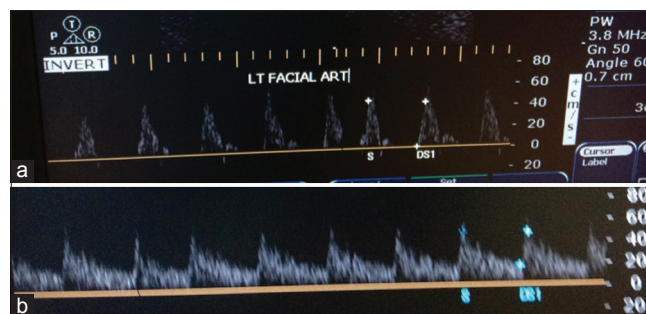 PW
T
3.8 MHz
P R
Gn 50
5.0 10.0
Angle 60
INVERT
80
0.7 cm
LT FACIAL ART
60
+
cm/s
-
40
20
0
20
S DS1
Cursor
Label
a
80
60
40
20
0
S DS1
b